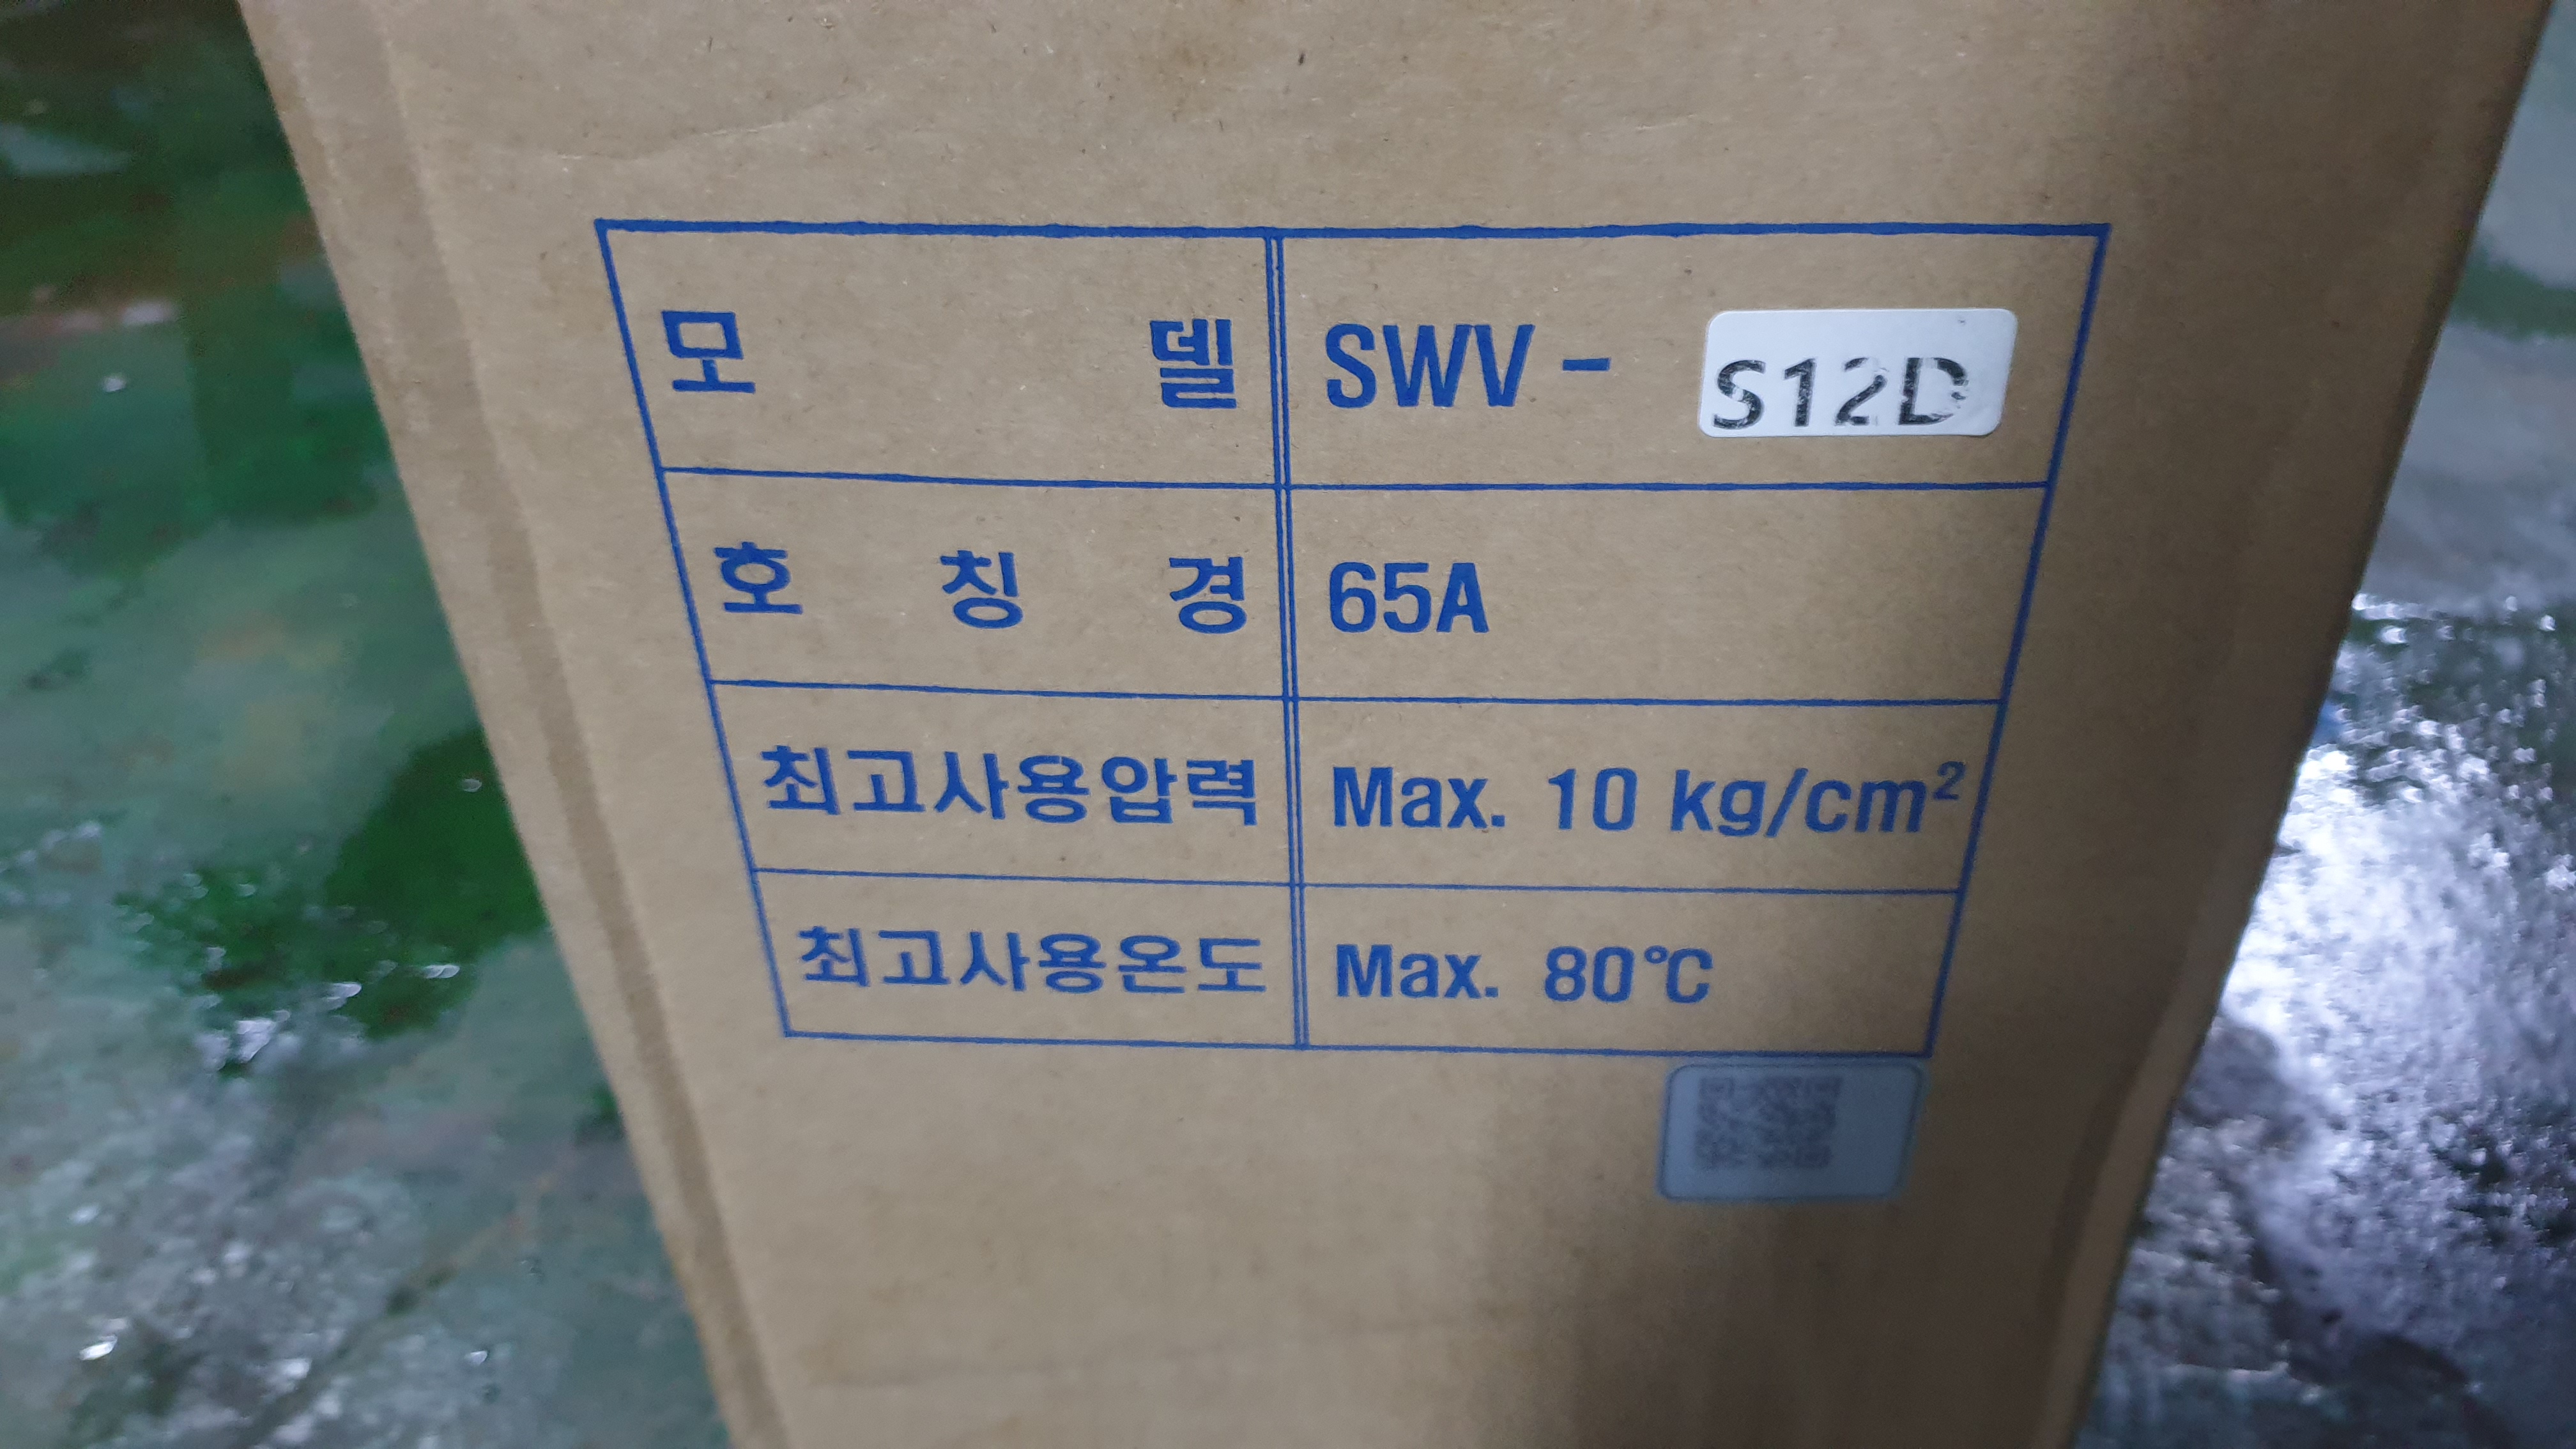 모 델 SWV - S12D
호 칭 경 65A
최고사용압력 Max. 10 kg/cm²
최고사용온도 Max. 80℃